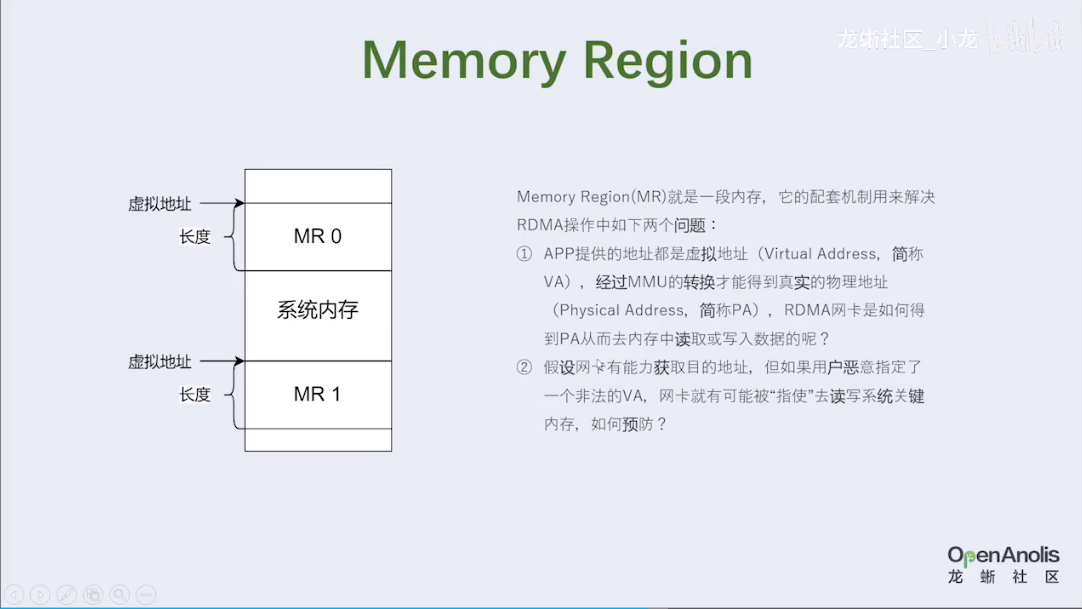 龙蜥社区_小龙 bilibili
Memory Region
虚拟地址
长度
MR 0
系统内存
虚拟地址
长度
MR 1
Memory Region(MR)就是一段内存，它的配套机制用来解决
RDMA操作中如下两个问题：
① APP提供的地址都是虚拟地址（Virtual Address，简称
VA），经过MMU的转换才能得到真实的物理地址
（Physical Address，简称PA），RDMA网卡是如何得
到PA从而去内存中读取或写入数据的呢？
② 假设网卡有能力获取目的地址，但如果用户恶意指定了
一个非法的VA，网卡就有可能被“指使”去读写系统关键
内存，如何预防？
OpenAnolis
龙蜥社区